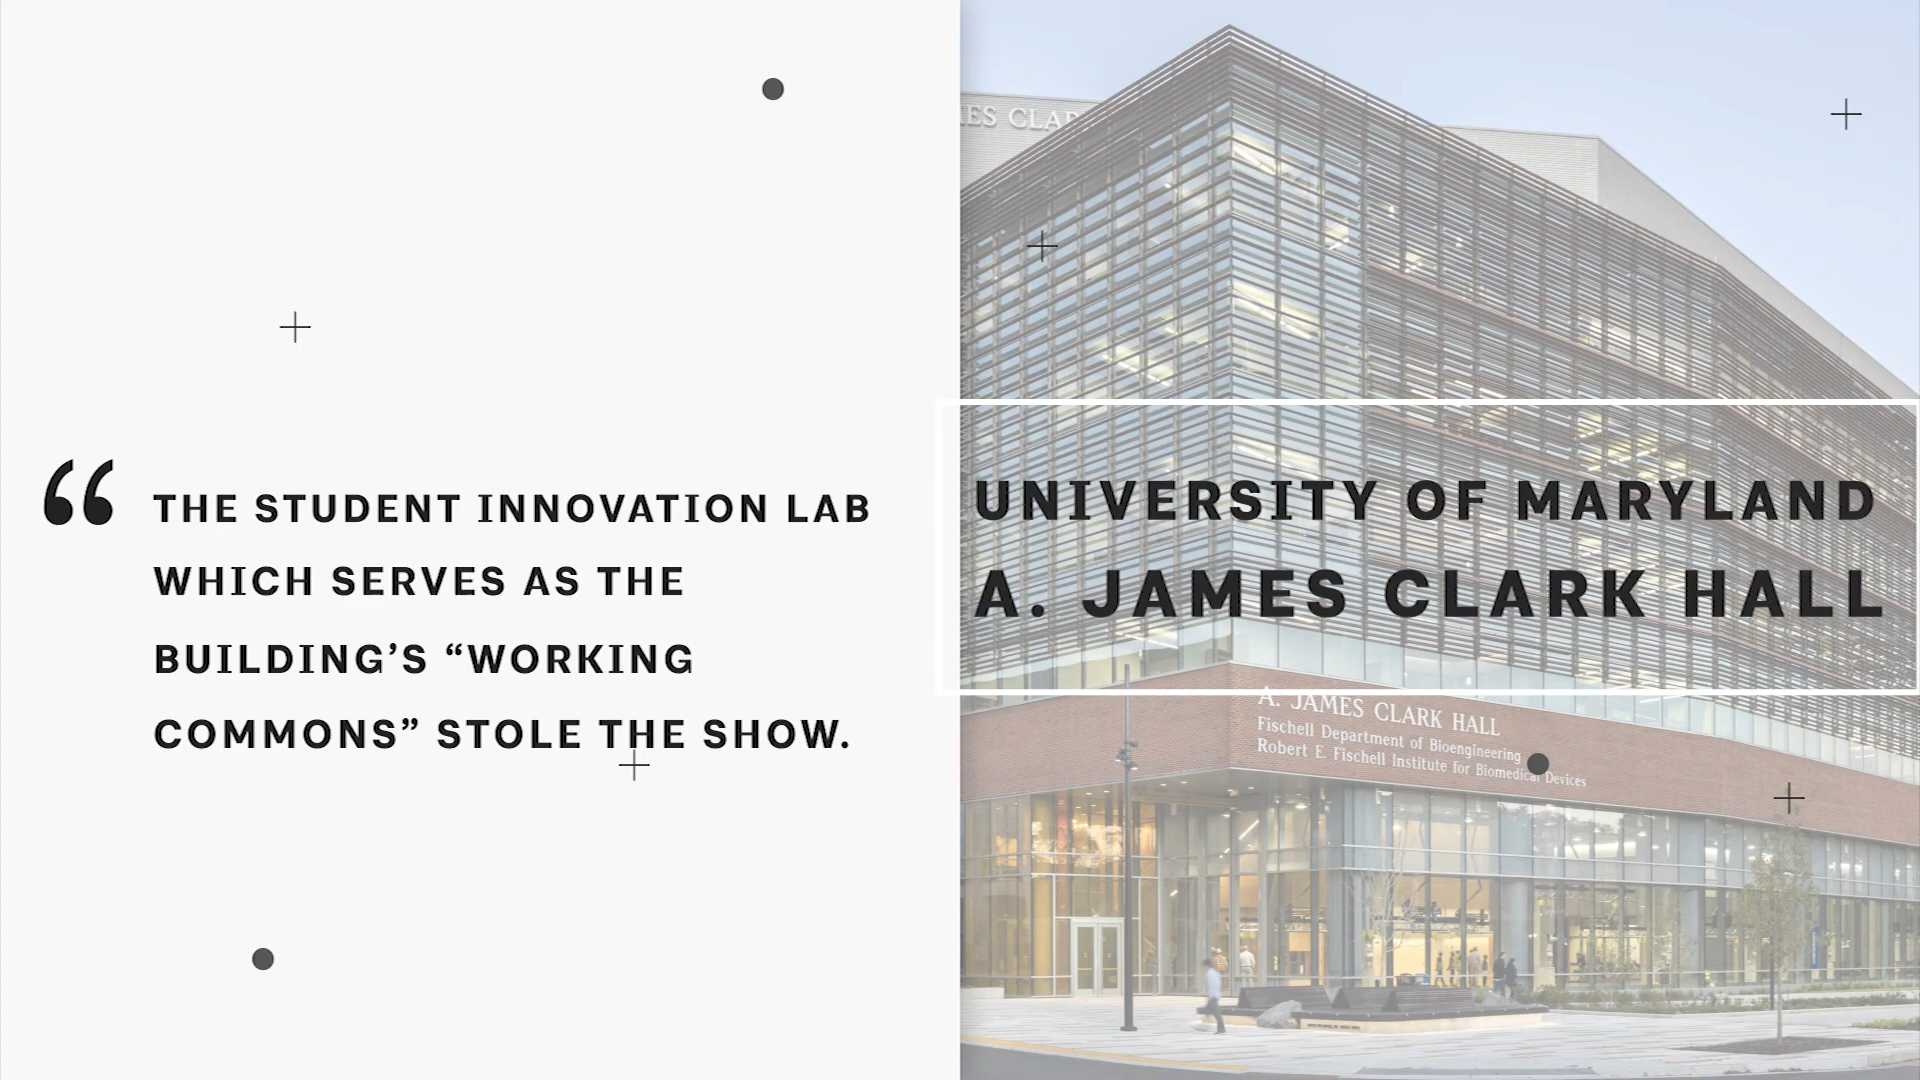 “ THE STUDENT INNOVATION LAB
WHICH SERVES AS THE
BUILDING’S “WORKING
COMMONS” STOLE THE SHOW.
UNIVERSITY OF MARYLAND
A. JAMES CLARK HALL
A. JAMES CLARK HALL
Fischell Department of Bioengineering
Robert E. Fischell Institute for Biomedical Devices